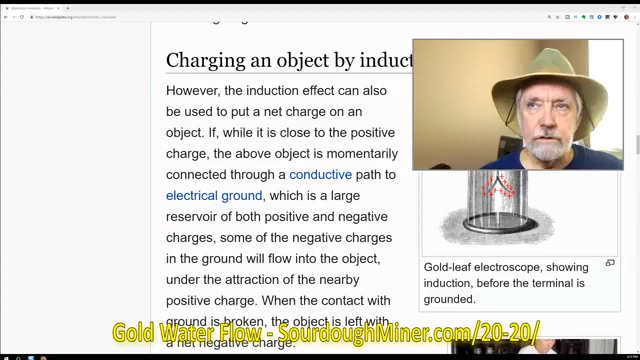 Charging an object by induct
However, the induction effect can also
be used to put a net charge on an
object. If, while it is close to the positive
charge, the above object is momentarily
connected through a conductive path to
electrical ground, which is a large
reservoir of both positive and negative
charges, some of the negative charges
in the ground will flow into the object,
under the attraction of the nearby
positive charge. When the contact with
ground is broken, the object is left with
a net negative charge.
Gold-leaf electroscope, showing
induction, before the terminal is
grounded.
Gold Water Flow - SourdoughMiner.com/20-20/